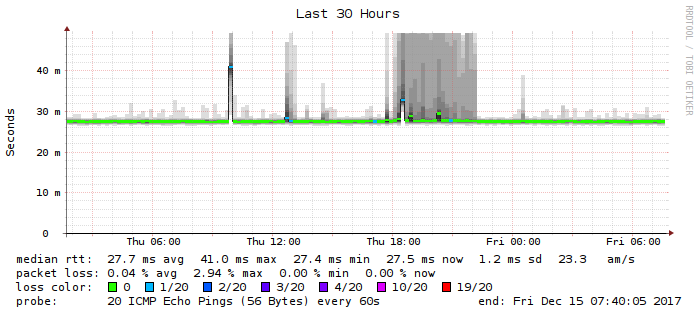 Last 30 Hours
RRDTOOL / TOBI OETIKER
Seconds
40 m
30 m
20 m
10 m
0
Thu 06:00 Thu 12:00 Thu 18:00 Fri 00:00 Fri 06:00
median rtt: 27.7 ms avg 41.0 ms max 27.4 ms min 27.5 ms now 1.2 ms sd 23.3 am/s
packet loss: 0.04 % avg 2.94 % max 0.00 % min 0.00 % now
loss color: 0 1/20 2/20 3/20 4/20 10/20 19/20
probe: 20 ICMP Echo Pings (56 Bytes) every 60s end: Fri Dec 15 07:40:05 2017